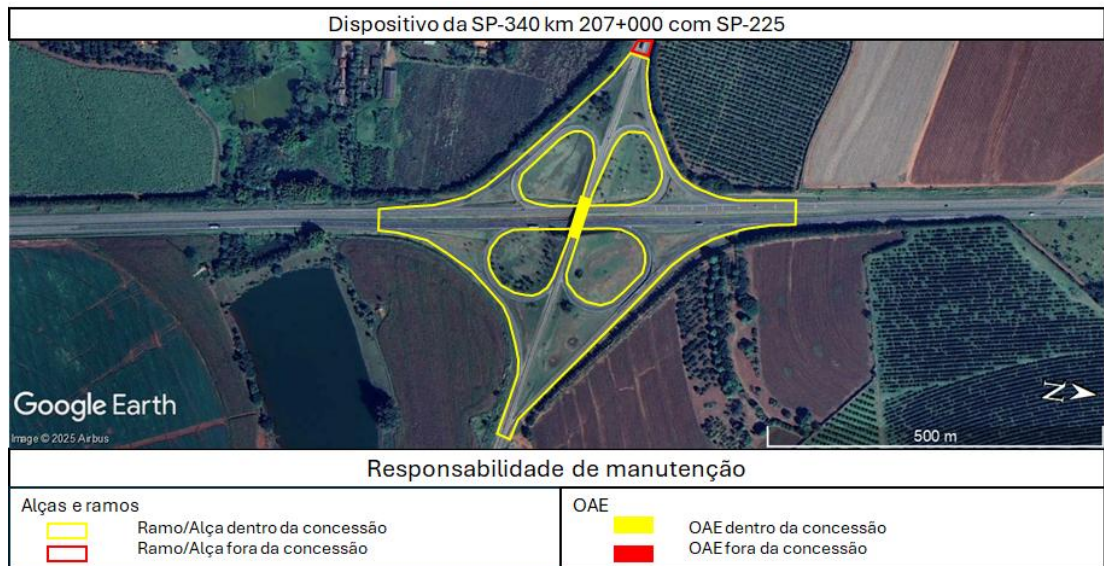 Dispositivo da SP-340 km 207+000 com SP-225
Z
Google Earth
Image © 2025 Airbus
500 m
Responsabilidade de manutenção
Alças e ramos
Ramo/Alça dentro da concessão
Ramo/Alça fora da concessão
OAE
OAE dentro da concessão
OAE fora da concessão